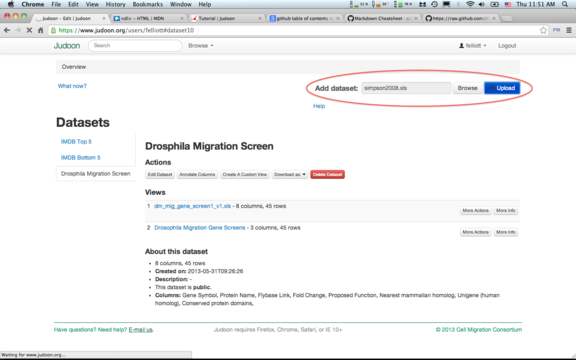 Chrome File Edit View History Bookmarks Window Help
Thu 11:51 AM
judoon - Edit | Judoon
<dl> - HTML | MDN
Tutorial | Judoon
github table of contents
Markdown Cheatsheet
https://raw.github.com
https://www.judoon.org/users/felliott#dataset10
Judoon Search Browse felliott Logout
Overview
What now?
Add dataset: simpson2008.xls Browse Upload
Help
Datasets
IMDB Top 5
IMDB Bottom 5
Drosphila Migration Screen
Drosphila Migration Screen
Actions
Edit Dataset Annotate Columns Create A Custom View Download as: Delete Dataset
Views
1 dm_mig_gene_screen1_v1.xls - 8 columns, 45 rows More Actions More Info
2 Drosophila Migration Gene Screens - 3 columns, 45 rows More Actions More Info
About this dataset
8 columns, 45 rows
Created on: 2013-05-31T09:26:26
Description: -
This dataset is public.
Columns: Gene Symbol, Protein Name, Flybase Link, Fold Change, Proposed Function, Nearest mammalian homolog, Unigene (human
homolog), Conserved protein domains,
Have questions? Need help? E-mail us.
Judoon requires Firefox, Chrome, Safari, or IE 10+
© 2013 Cell Migration Consortium
Waiting for www.judoon.org...